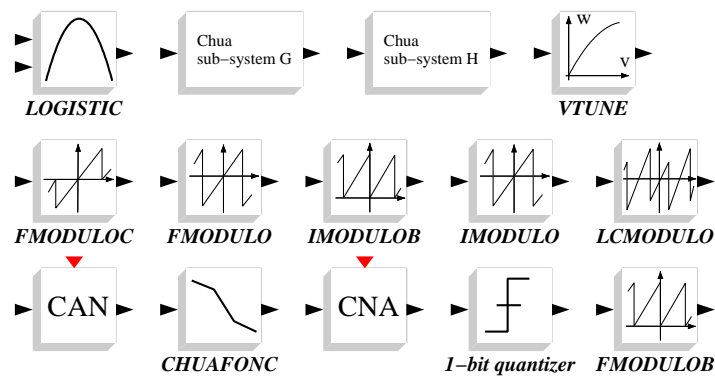 Chua
sub−system G
Chua
sub−system H
W
V
LOGISTIC
VTUNE
FMODULOC
FMODULO
IMODULOB
IMODULO
LCMODULO
CAN
CNA
CHUAFONC
1−bit quantizer
FMODULOB